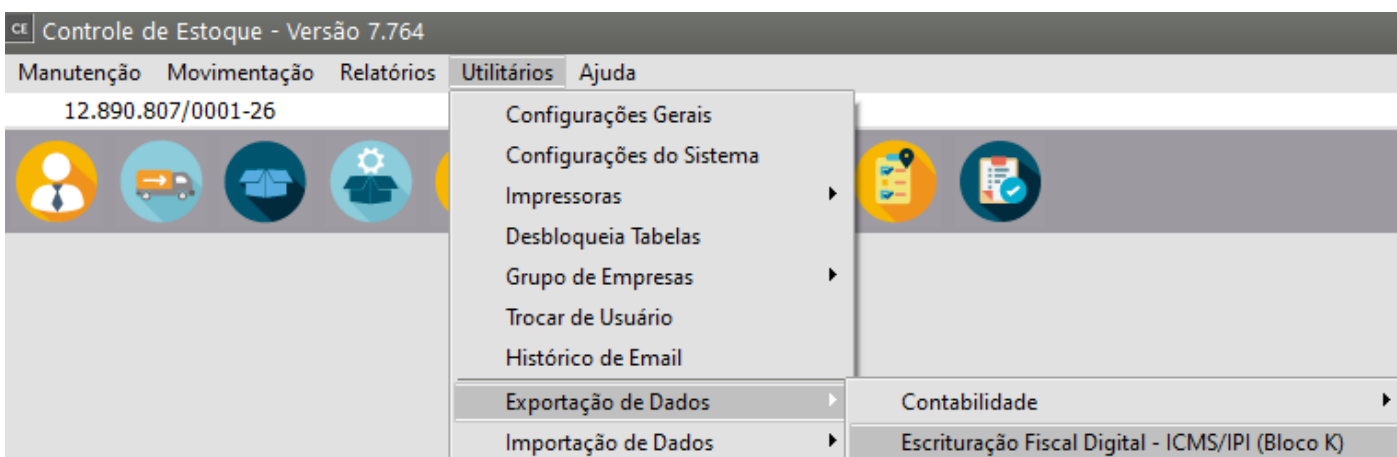 CE Controle de Estoque - Versão 7.764
Manutenção Movimentação Relatórios Utilitários Ajuda
12.890.807/0001-26
Configurações Gerais
Configurações do Sistema
Impressoras
Desbloqueia Tabelas
Grupo de Empresas
Trocar de Usuário
Histórico de Email
Exportação de Dados
Contabilidade
Importação de Dados
Escrituração Fiscal Digital - ICMS/IPI (Bloco K)